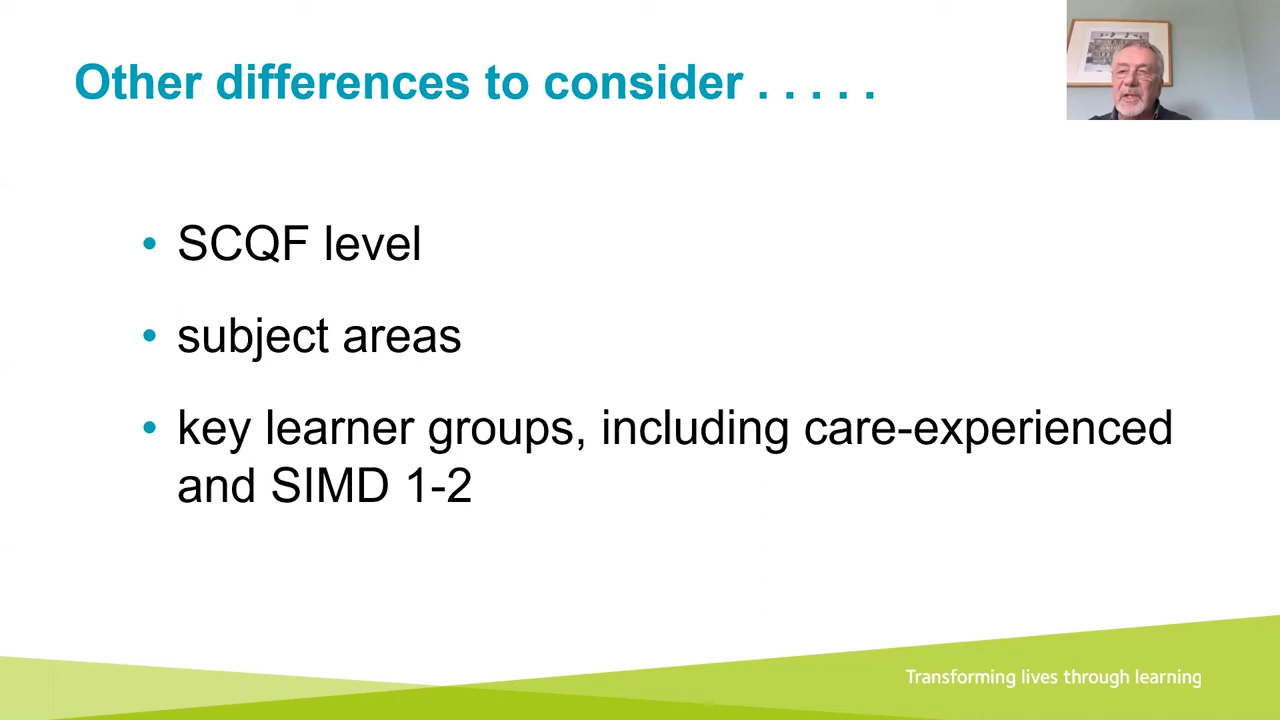 Other differences to consider . . . . .
• SCQF level
• subject areas
• key learner groups, including care-experienced
and SIMD 1-2
Transforming lives through learning